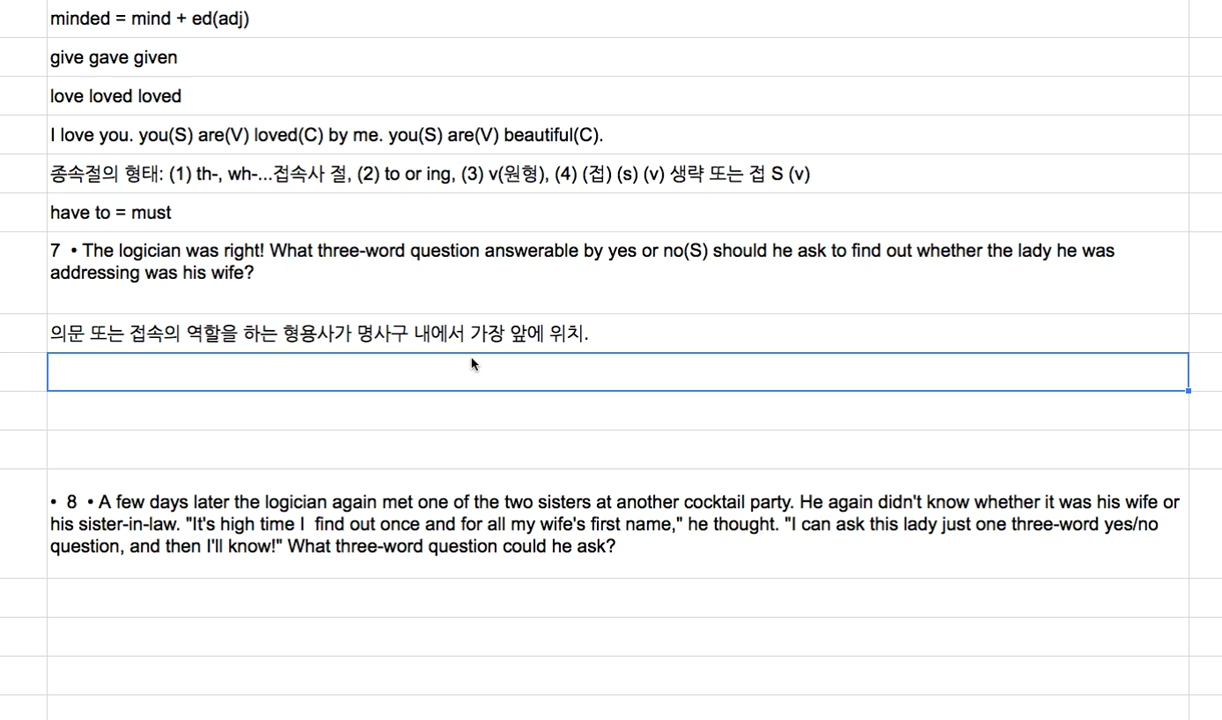 minded = mind + ed(adj)
give gave given
love loved loved
I love you. you(S) are(V) loved(C) by me. you(S) are(V) beautiful(C).
종속절의 형태: (1) th-, wh-...접속사 절, (2) to or ing, (3) v(원형), (4) (접) (s) (v) 생략 또는 접 S (v)
have to = must
7 • The logician was right! What three-word question answerable by yes or no(S) should he ask to find out whether the lady he was
addressing was his wife?
의문 또는 접속의 역할을 하는 형용사가 명사구 내에서 가장 앞에 위치.
• 8 • A few days later the logician again met one of the two sisters at another cocktail party. He again didn't know whether it was his wife or
his sister-in-law. "It's high time I find out once and for all my wife's first name," he thought. "I can ask this lady just one three-word yes/no
question, and then I'll know!" What three-word question could he ask?